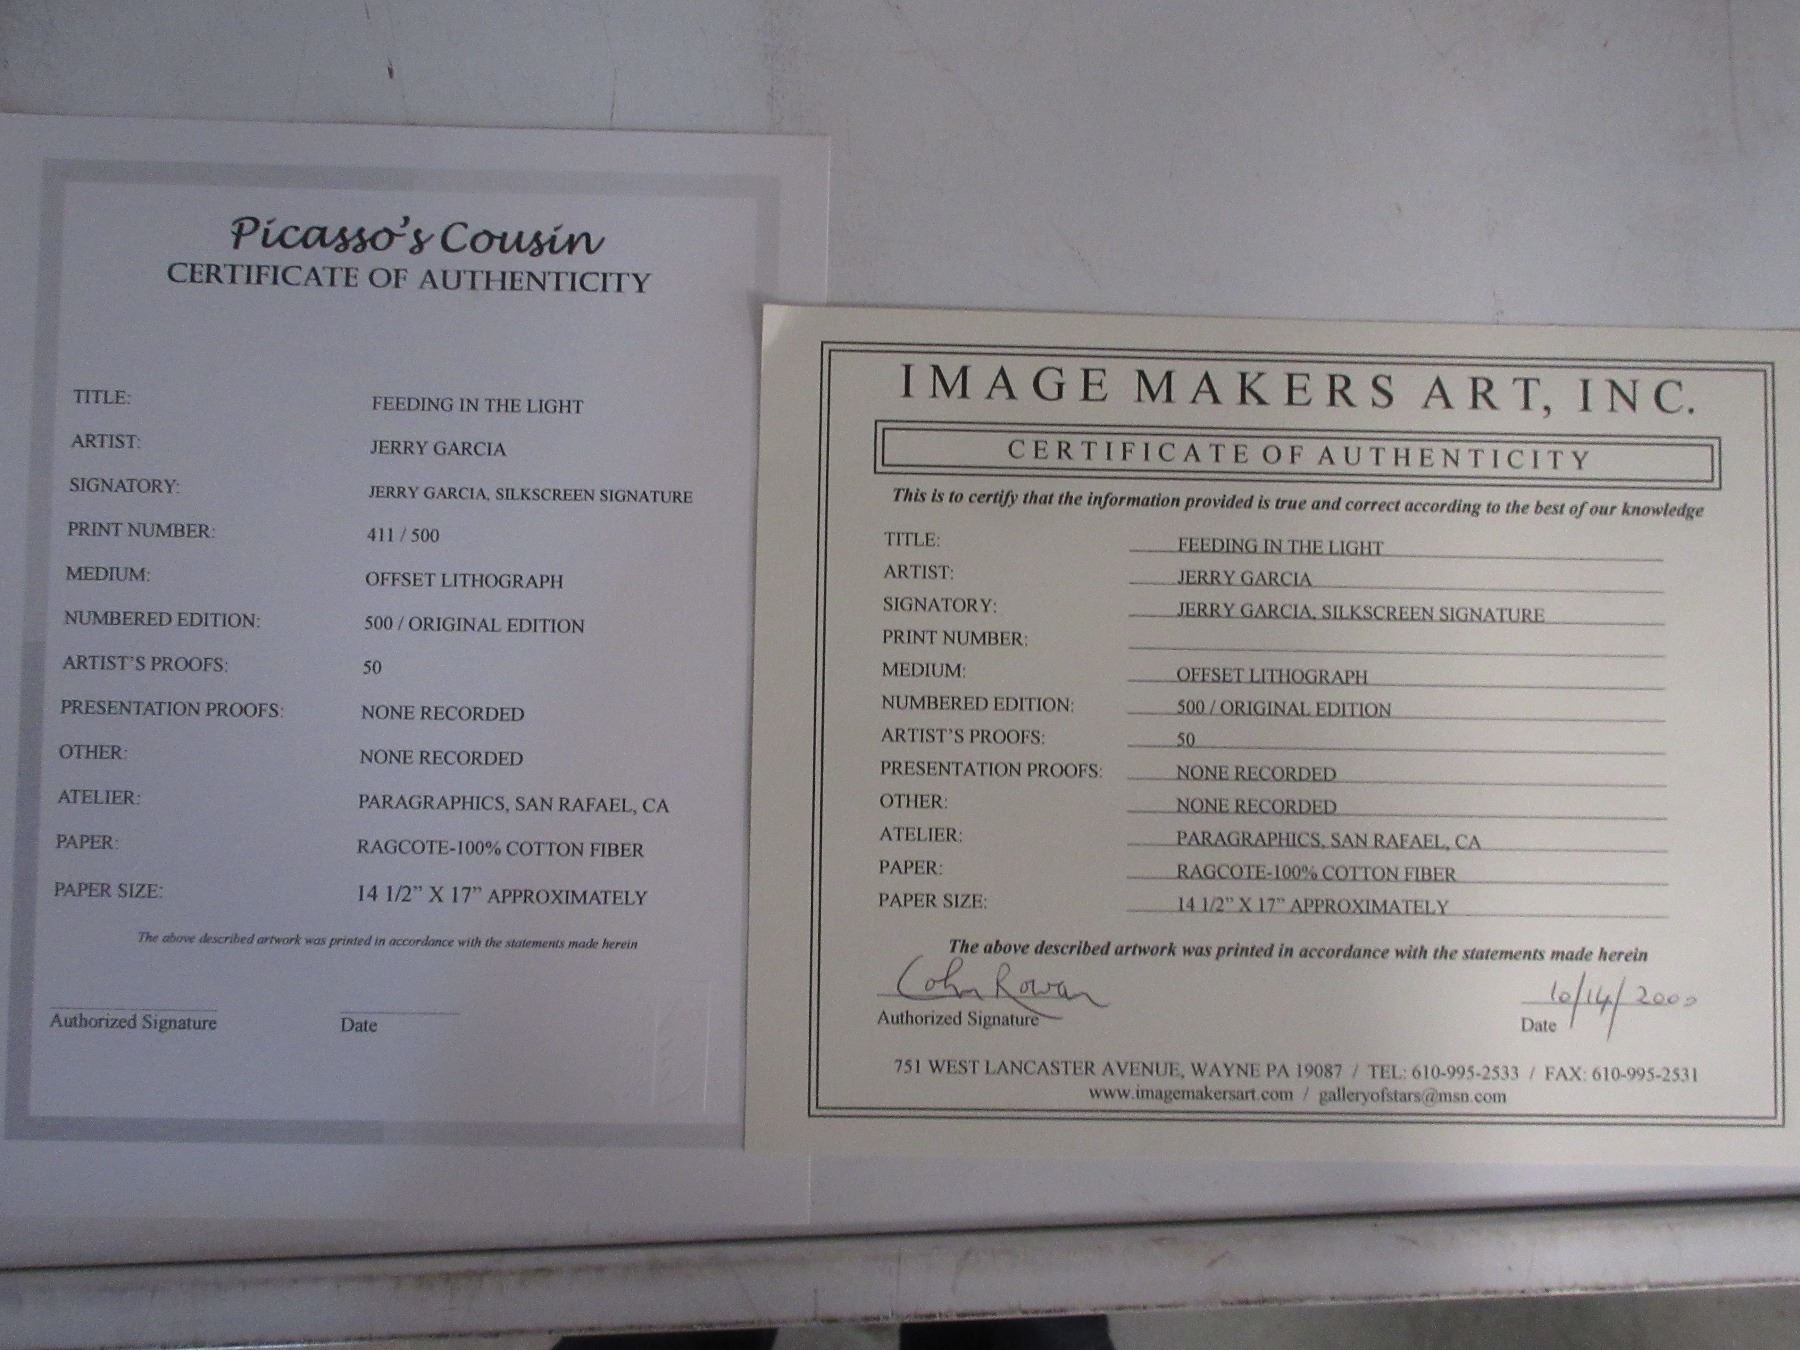 Picasso's Cousin
CERTIFICATE OF AUTHENTICITY
TITLE: FEEDING IN THE LIGHT
ARTIST: JERRY GARCIA
SIGNATORY: JERRY GARCIA, SILKSCREEN SIGNATURE
PRINT NUMBER: 411 / 500
MEDIUM: OFFSET LITHOGRAPH
NUMBERED EDITION: 500 / ORIGINAL EDITION
ARTIST'S PROOFS: 50
PRESENTATION PROOFS: NONE RECORDED
OTHER: NONE RECORDED
ATELIER: PARAGRAPHICS, SAN RAFAEL, CA
PAPER: RAGCOTE-100% COTTON FIBER
PAPER SIZE: 14 1/2" X 17" APPROXIMATELY
The above described artwork was printed in accordance with the statements made herein
Authorized Signature Date
IMAGE MAKERS ART, INC.
CERTIFICATE OF AUTHENTICITY
This is to certify that the information provided is true and correct according to the best of our knowledge
TITLE: FEEDING IN THE LIGHT
ARTIST: JERRY GARCIA
SIGNATORY: JERRY GARCIA, SILKSCREEN SIGNATURE
PRINT NUMBER:
MEDIUM: OFFSET LITHOGRAPH
NUMBERED EDITION: 500 / ORIGINAL EDITION
ARTIST'S PROOFS: 50
PRESENTATION PROOFS: NONE RECORDED
OTHER: NONE RECORDED
ATELIER: PARAGRAPHICS, SAN RAFAEL, CA
PAPER: RAGCOTE-100% COTTON FIBER
PAPER SIZE: 14 1/2" X 17" APPROXIMATELY
The above described artwork was printed in accordance with the statements made herein
Rowan 10/14/2000
Authorized Signature Date
751 WEST LANCASTER AVENUE, WAYNE PA 19087 / TEL: 610-995-2533 / FAX: 610-995-2531
www.imagemakersart.com / galleryofstars@msn.com